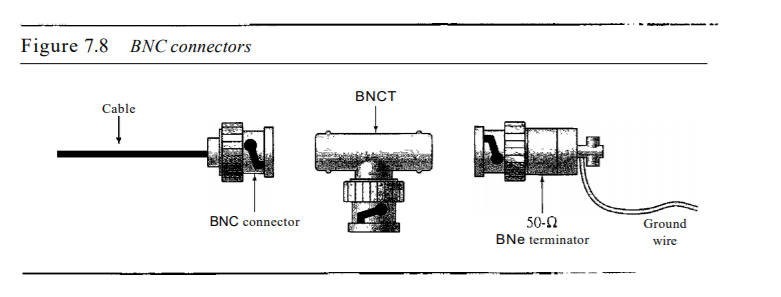 Figure 7.8 BNC connectors
Cable
BNCT
BNC connector
50-Ω
BNe terminator
Ground
wire